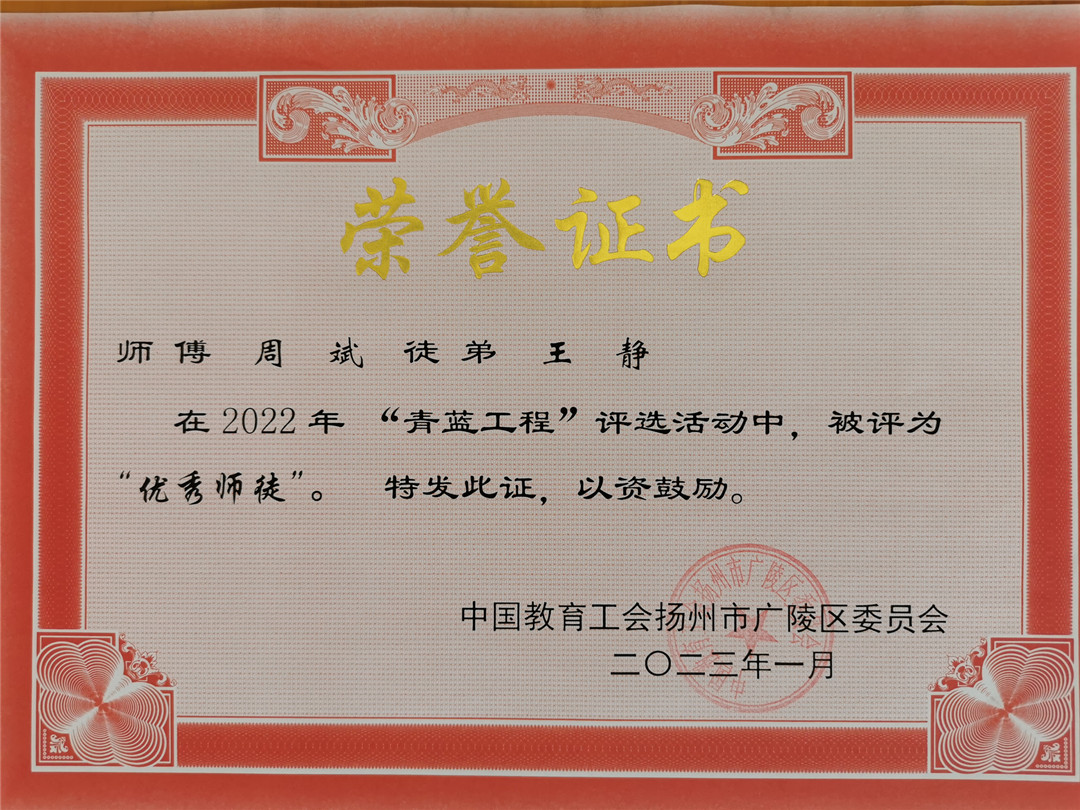 荣誉证书
师傅 周 斌 徒弟 王 静
在2022年“青蓝工程”评选活动中，被评为
“优秀师徒”。 特发此证，以资鼓励。
中国教育工会扬州市广陵区委员会
二〇二三年一月